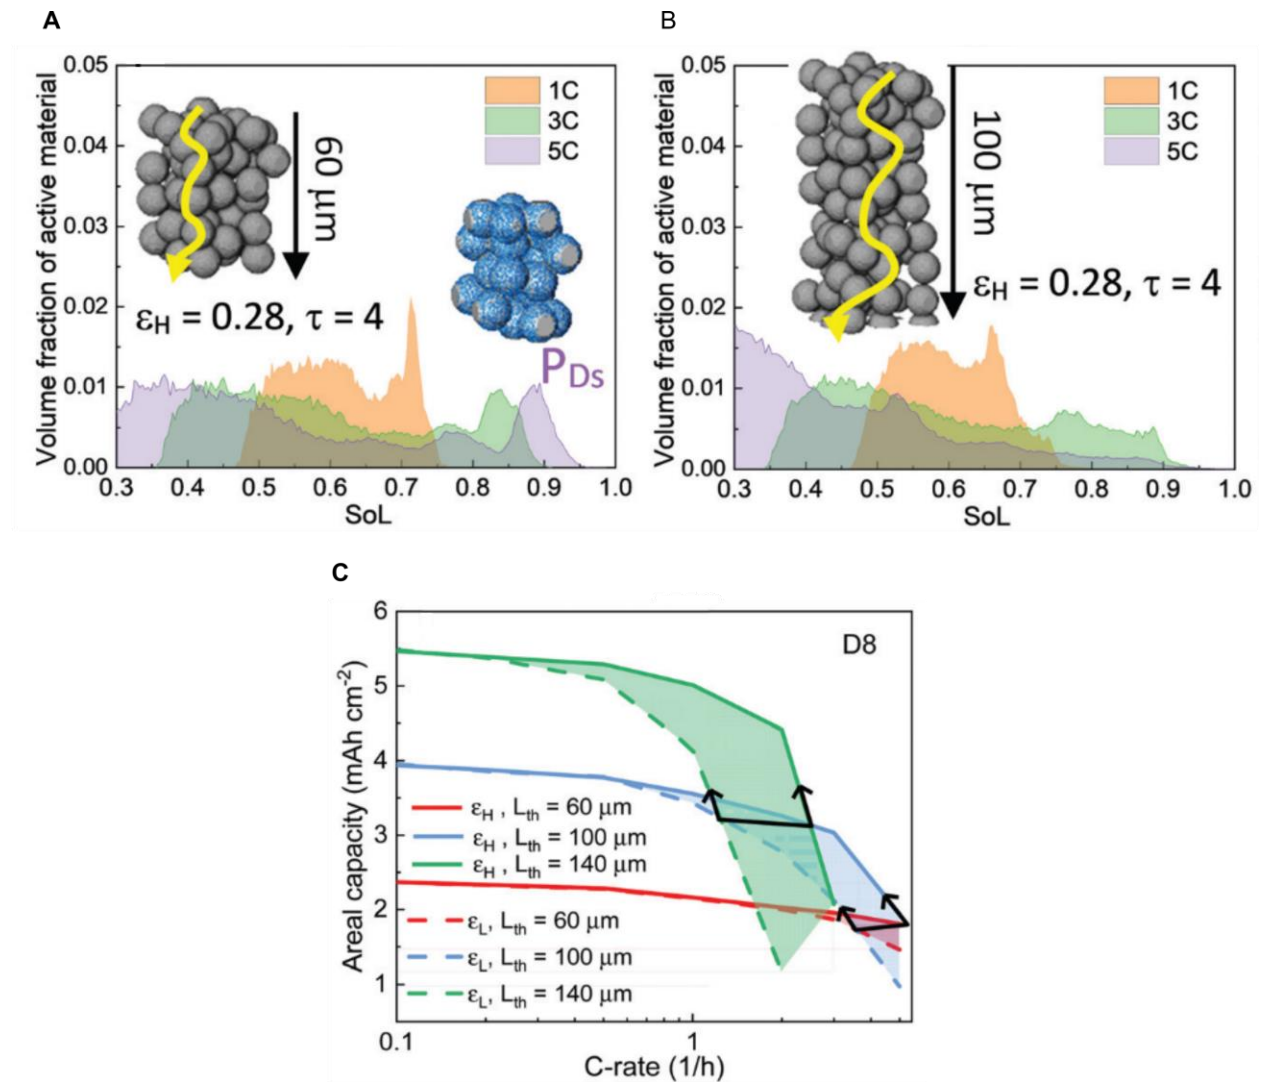 A
B
0.05
0.04
0.03
0.02
0.01
0.00
Volume fraction of active material
1C
3C
5C
60 μm
εH = 0.28, τ = 4
PDs
0.3 0.4 0.5 0.6 0.7 0.8 0.9 1.0
SoL
0.05
0.04
0.03
0.02
0.01
0.00
Volume fraction of active material
1C
3C
5C
100 μm
εH = 0.28, τ = 4
0.3 0.4 0.5 0.6 0.7 0.8 0.9 1.0
SoL
C
6
5
4
3
2
1
Areal capacity (mAh cm-2)
D8
εH , Lth = 60 μm
εH , Lth = 100 μm
εH , Lth = 140 μm
εL, Lth = 60 μm
εL, Lth = 100 μm
εL, Lth = 140 μm
0.1 1
C-rate (1/h)